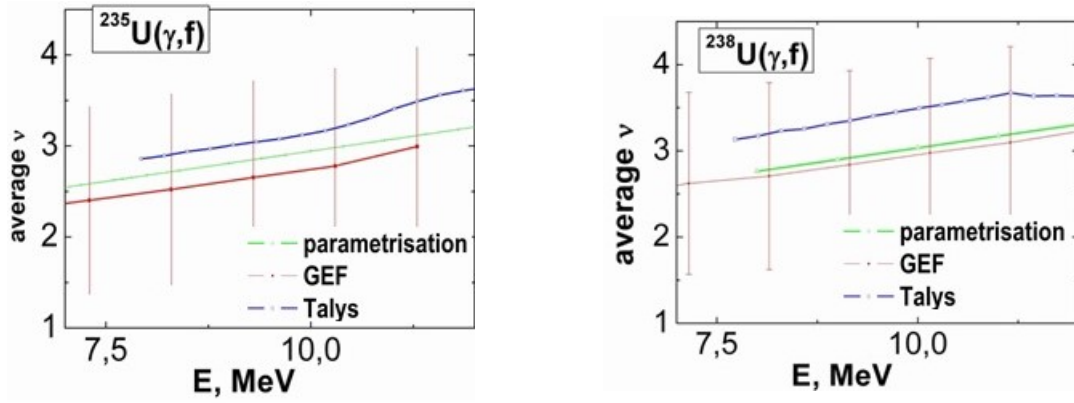 ²³⁵U(γ,f)
4
3
2
1
average ν
parametrisation
GEF
Talys
7,5
10,0
E, MeV
²³⁸U(γ,f)
4
3
2
1
average ν
parametrisation
GEF
Talys
7,5
10,0
E, MeV